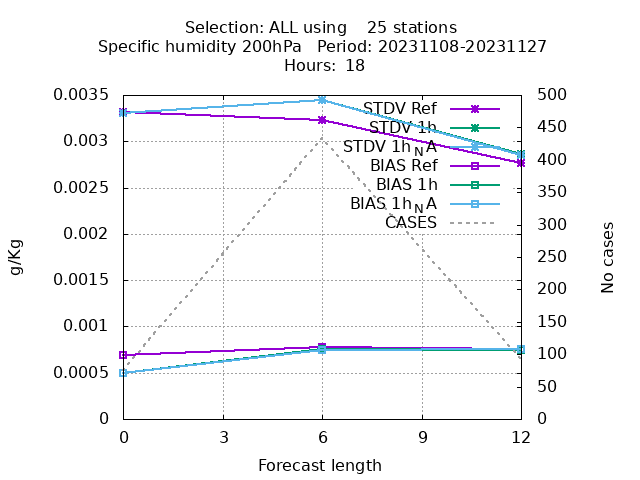 Selection: ALL using    25 stations
Specific humidity 200hPa   Period: 20231108-20231127
Hours: 18
STDV Ref
STDV 1h
STDV 1h_NA
BIAS Ref
BIAS 1h
BIAS 1h_NA
CASES
0.0035
0.003
0.0025
0.002
0.0015
0.001
0.0005
0
g/Kg
500
450
400
350
300
250
200
150
100
50
0
No cases
0 3 6 9 12
Forecast length